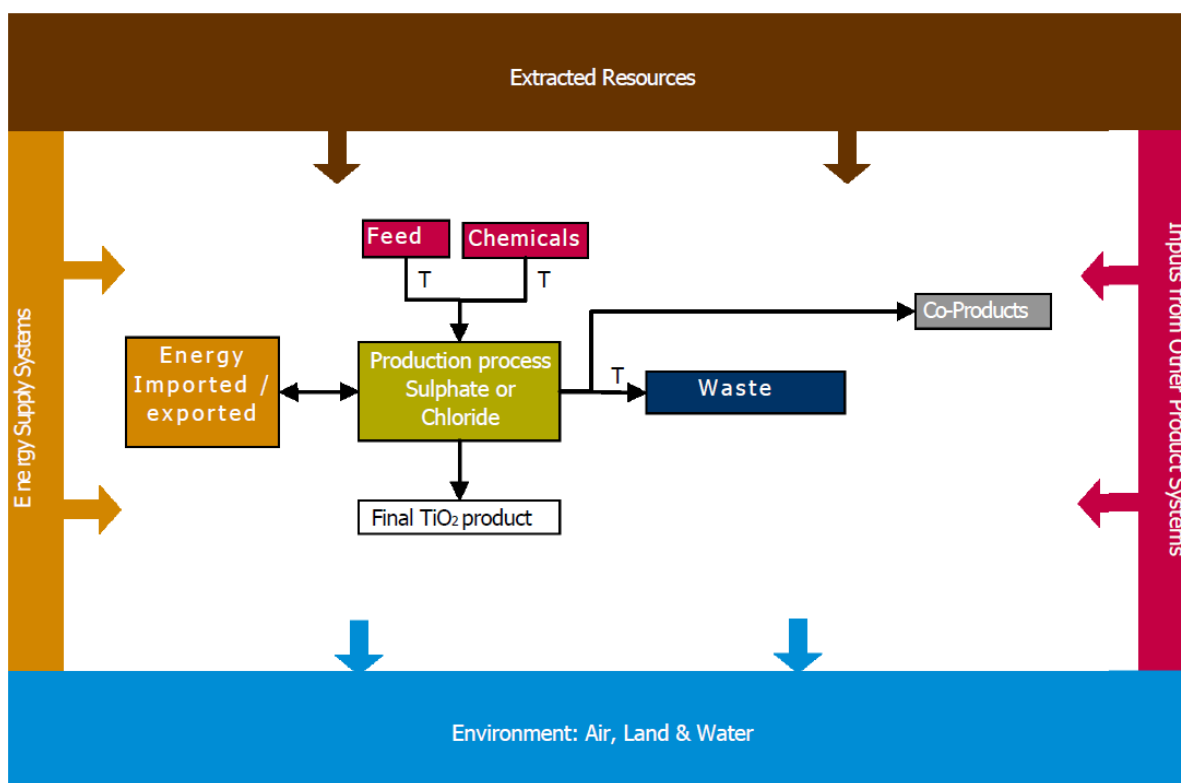 Extracted Resources
Energy Supply Systems
Inputs from Other Product Systems
Feed
Chemicals
T
T
Co-Products
Energy
Imported /
exported
Production process
Sulphate or
Chloride
T
Waste
Final TiO₂ product
Environment: Air, Land & Water